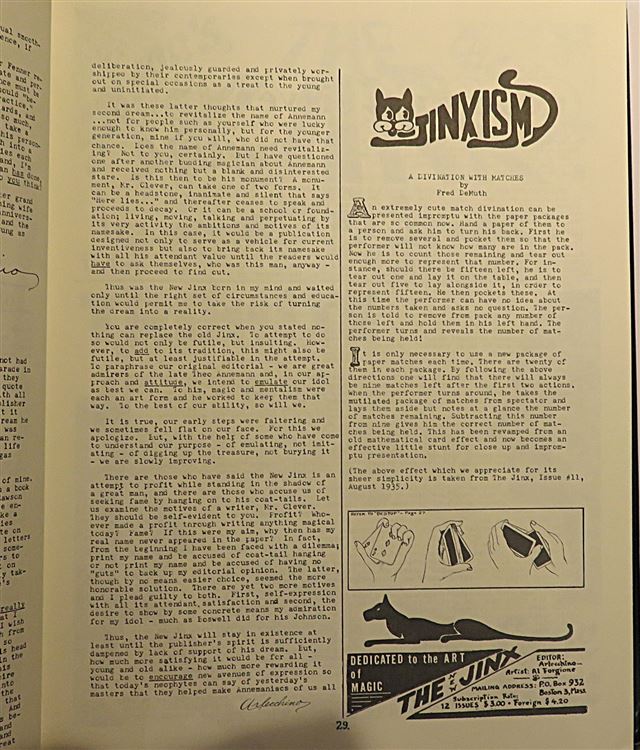 deliberation, jealously guarded and privately wor-
shipped by their contemporaries except when brought
out on special occasions as a treat to the young
and uninitiated.
It was these latter thoughts that nurtured my
second dream...to revitalize the name of Annemann
...not for people such as yourself who were lucky
enough to know him personally, but for the younger
generation, mine if you will, who did not have that
chance. Does the name of Annemann need revitaliz-
ing? Not to you, certainly. But I have questioned
one after another budding magician about Annemann
and received nothing but a blank and disinterested
stare. Is this then to be his monument? A monu-
ment, Mr. Clever, can take one of two forms. It
can be a headstone, inanimate and silent that says
"Here lies..." and thereafter ceases to speak and
proceeds to decay. Or it can be a school or found-
ation; living, moving, talking and perpetuating by
its very activity the ambitions and motives of its
namesake. In this case, it would be a publication
designed not only to serve as a vehicle for current
inventiveness but also to bring back its namesake
with all his attendant value until the readers would
have to ask themselves, who was this man, anyway -
and then proceed to find out.
Thus was the New Jinx born in my mind and waited
only until the right set of circumstances and educa-
tion would permit me to take the risk of turning
the dream into a reality.
You are completely correct when you stated no-
thing can replace the old Jinx. To attempt to do
so would not only be futile, but insulting. How-
ever, to add to its tradition, this might also be
futile, but at least justifiable in the attempt.
To paraphrase our original editorial - we are great
admirers of the late Theo Annemann and, in our ap-
proach and attitude, we intend to emulate our idol
as best we can. To him, magic and mentalism were
each an art form and he worked to keep them that
way. To the best of our ability, so will we.
It is true, our early steps were faltering and
we sometimes fell flat on our face. For this we
apologize. But, with the help of some who have come
to understand our purpose - of emulating, not init-
ating - of digging up the treasure, not burying it
- we are slowly improving.
There are those who say the New Jinx is an
attempt to profit while standing in the shadow of
a great man, and there are those who accuse us of
seeking fame by hanging on to his coat-tails. Let
us examine the motives of a writer, Mr. Clever.
They should be self-evident to you. Profit? Who-
ever made a profit through writing anything magical
today? Fame? If this were my aim, why then has my
real name never appeared in the paper? In fact,
from the beginning I have been faced with a dilemma;
print my name and be accused of coat-tail hanging
or not print my name and be accused of having no
"guts" to back up my editorial opinion. The latter,
though by no means easier choice, seemed the more
honorable solution. There are yet two more motives
and I plead guilty to both. First, self-expression
with all its attendant satisfaction and second, the
desire to show by some concrete means my admiration
for my idol - much as Boswell did for his Johnson.
Thus, the New Jinx will stay in existence at
least until the publisher's spirit is sufficiently
dampened by lack of support of his dream. But,
how much more satisfying it would be for all -
young and old alike - how much more rewarding it
would be to encourage new avenues of expression so
that today's neophytes can say of yesterday's
masters that they helped make Annemanns of us all
Arlecchino
JINXISM
A DIVINATION WITH MATCHES
by
Fred DeMuth
An extremely cute match divination can be
presented impromptu with the paper packages
that are so common now. Hand a paper of them to
a person and ask him to turn his back. First he
is to remove several and pocket them so that the
performer will not know how many are in the pack.
Now he is to count those remaining and tear out
enough more to represent that number. For in-
stance, should there be fifteen left, he is to
tear out one and lay it on the table, and then
tear out five to lay alongside it, in order to
represent fifteen. He then pockets these. At
this time the performer can have no idea about
the numbers taken and asks no question. The per-
son is told to remove from pack any number of
those left and hold them in his left hand. The
performer turns and reveals the number of mat-
ches being held!
It is only necessary to use a new package of
paper matches each time. There are twenty of
them in each package. By following the above
directions one will find that there will always
be nine matches left after the first two actions.
When the performer turns around, he takes the
mutilated package of matches from spectator and
lays them aside but notes at a glance the number
of matches remaining. Subtracting this number
from nine gives him the correct number of mat-
ches being held. This has been revamped from an
old mathematical card effect and now becomes an
effective little stunt for close up and impromp-
tu presentation.
(The above effect which we appreciate for its
sheer simplicity is taken from The Jinx, Issue #11,
August 1935.)
DEDICATED to the ART
of
MAGIC
THE NEW JINX
EDITOR:
Arlecchino
Artist: Al Forgione
MAILING ADDRESS: P.O. Box 932
Boston 3, Mass
Subscription Rate:
12 ISSUES $3.00 • Foreign $4.20
29.